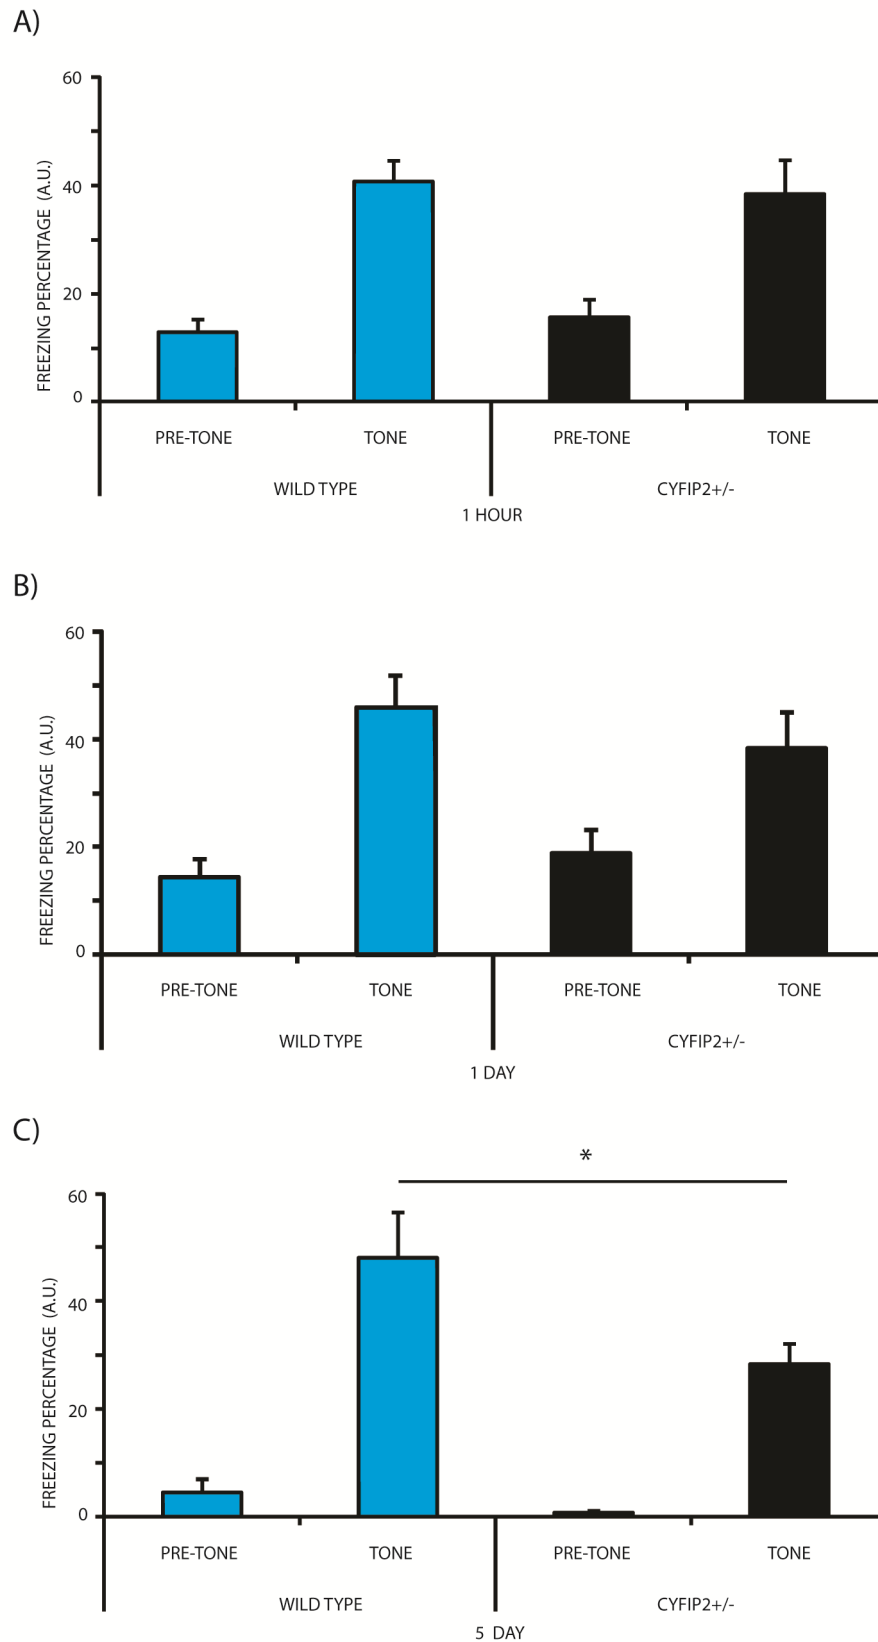 A)
60
40
20
0
FREEZING PERCENTAGE (A.U.)
PRE-TONE TONE PRE-TONE TONE
WILD TYPE CYFIP2+/-
1 HOUR
B)
60
40
20
0
FREEZING PERCENTAGE (A.U.)
PRE-TONE TONE PRE-TONE TONE
WILD TYPE CYFIP2+/-
1 DAY
C)
*
60
40
20
0
FREEZING PERCENTAGE (A.U.)
PRE-TONE TONE PRE-TONE TONE
WILD TYPE CYFIP2+/-
5 DAY